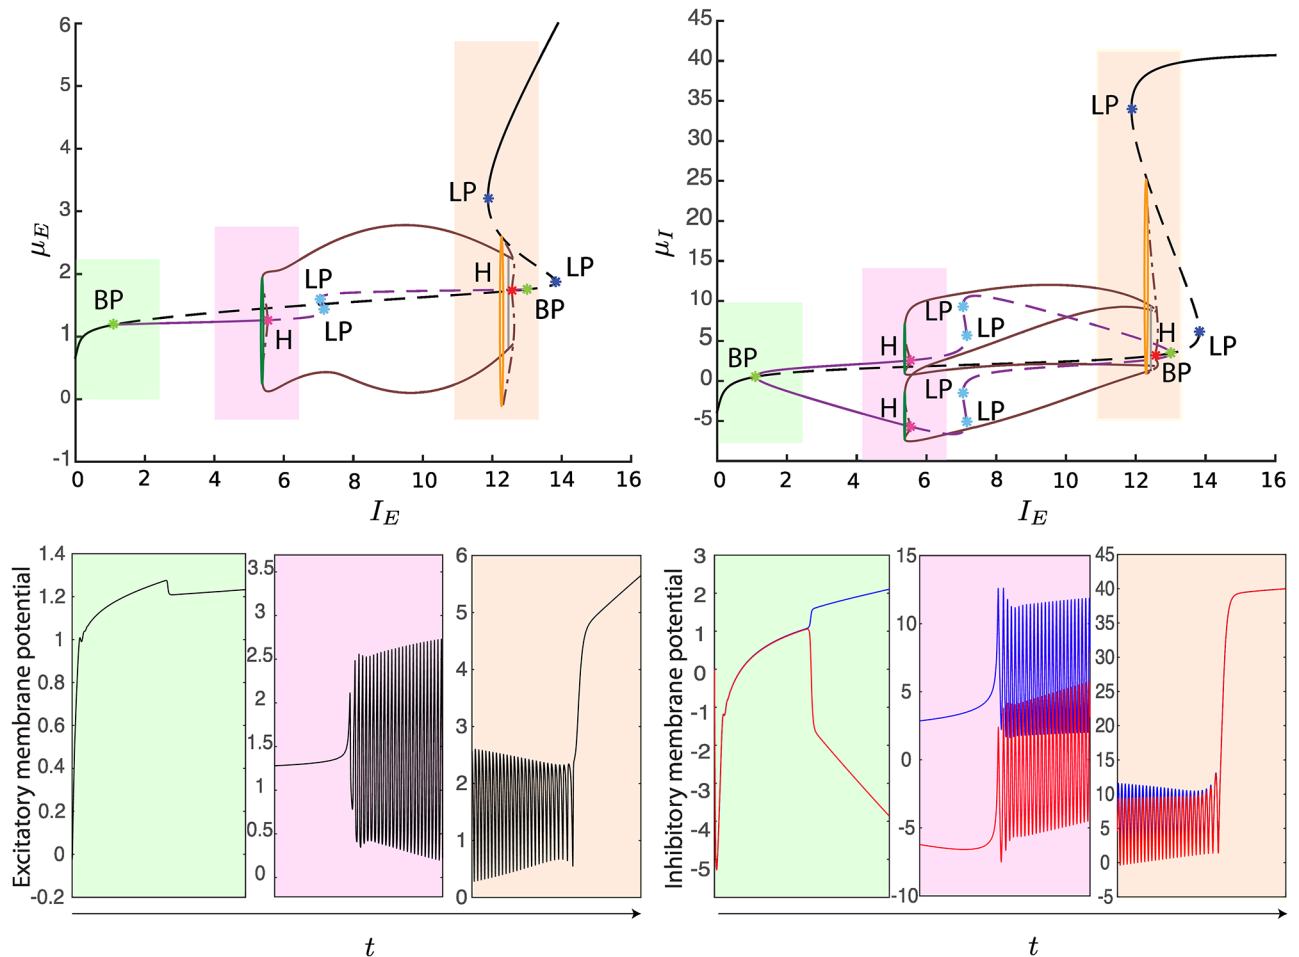 6
5
4
3
2
1
0
-1
μ_E
BP
LP
LP
H
LP
H
BP
LP
0 2 4 6 8 10 12 14 16
I_E
45
40
35
30
25
20
15
10
5
0
-5
μ_I
LP
LP
BP
H
LP
LP
H
LP
LP
H
BP
0 2 4 6 8 10 12 14 16
I_E
Excitatory membrane potential
1.4
1.2
1
0.8
0.6
0.4
0.2
0
-0.2
3.5
3
2.5
2
1.5
1
0.5
0
6
5
4
3
2
1
0
t
Inhibitory membrane potential
3
2
1
0
-1
-2
-3
-4
-5
15
10
5
0
-5
-10
45
40
35
30
25
20
15
10
5
0
-5
t